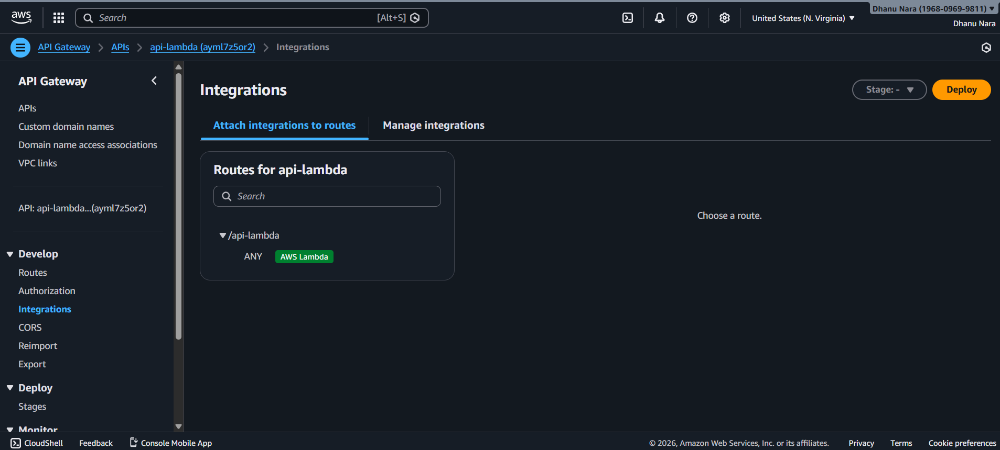 aws
Search [Alt+S]
United States (N. Virginia)
Dhanu Nara (1968-0969-9811)
Dhanu Nara
API Gateway
APIs
api-lambda (ayml7z5or2)
Integrations
API Gateway
APIs
Custom domain names
Domain name access associations
VPC links
API: api-lambda...(ayml7z5or2)
Develop
Routes
Authorization
Integrations
CORS
Reimport
Export
Deploy
Stages
Monitor
Integrations
Stage: -
Deploy
Attach integrations to routes
Manage integrations
Routes for api-lambda
Search
/api-lambda
ANY AWS Lambda
Choose a route.
CloudShell
Feedback
Console Mobile App
© 2026, Amazon Web Services, Inc. or its affiliates.
Privacy
Terms
Cookie preferences